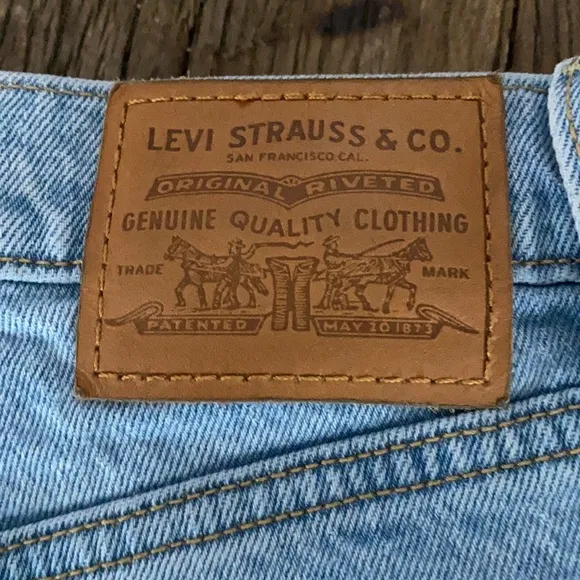 LEVI STRAUSS & CO.
SAN FRANCISCO CAL.
ORIGINAL RIVETED
GENUINE QUALITY CLOTHING
TRADE MARK
PATENTED MAY 20 1873